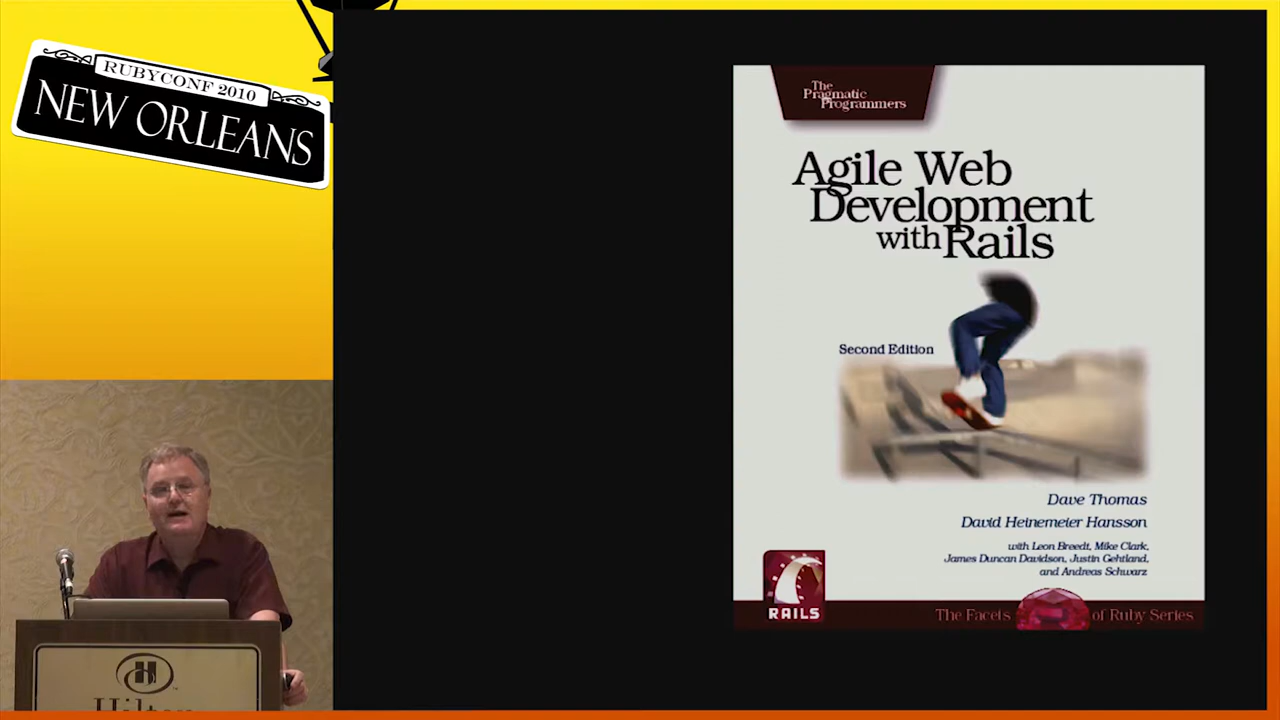 RUBYCONF 2010
NEW ORLEANS
The
Pragmatic
Programmers
Agile Web
Development
with Rails
Second Edition
Dave Thomas
David Heinemeier Hansson
with Leon Breedt, Mike Clark,
James Duncan Davidson, Justin Gehtland,
and Andreas Schwarz
RAILS
The Facets of Ruby Series
H
Hilton